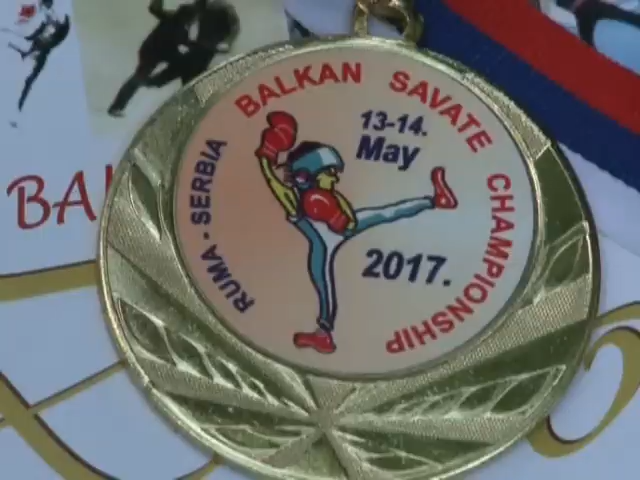 BALKAN SAVATE CHAMPIONSHIP
13-14.
May
2017.
RUMA - SERBIA
BA